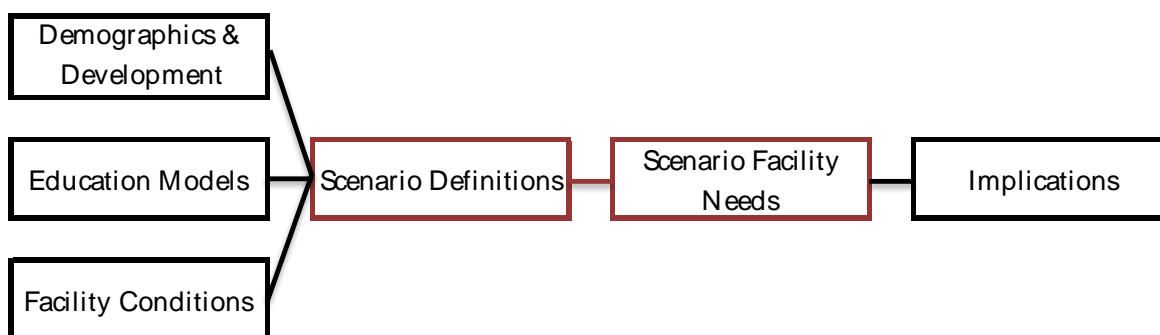 Demographics &
Development
Education Models
Facility Conditions
Scenario Definitions
Scenario Facility
Needs
Implications